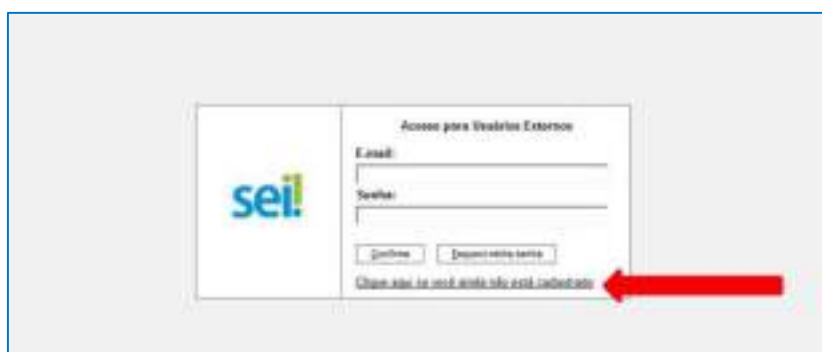 sei!
Acesso para Usuários Externos
E-mail:
Senha:
Confirma Esqueci minha senha
Clique aqui se você ainda não está cadastrado